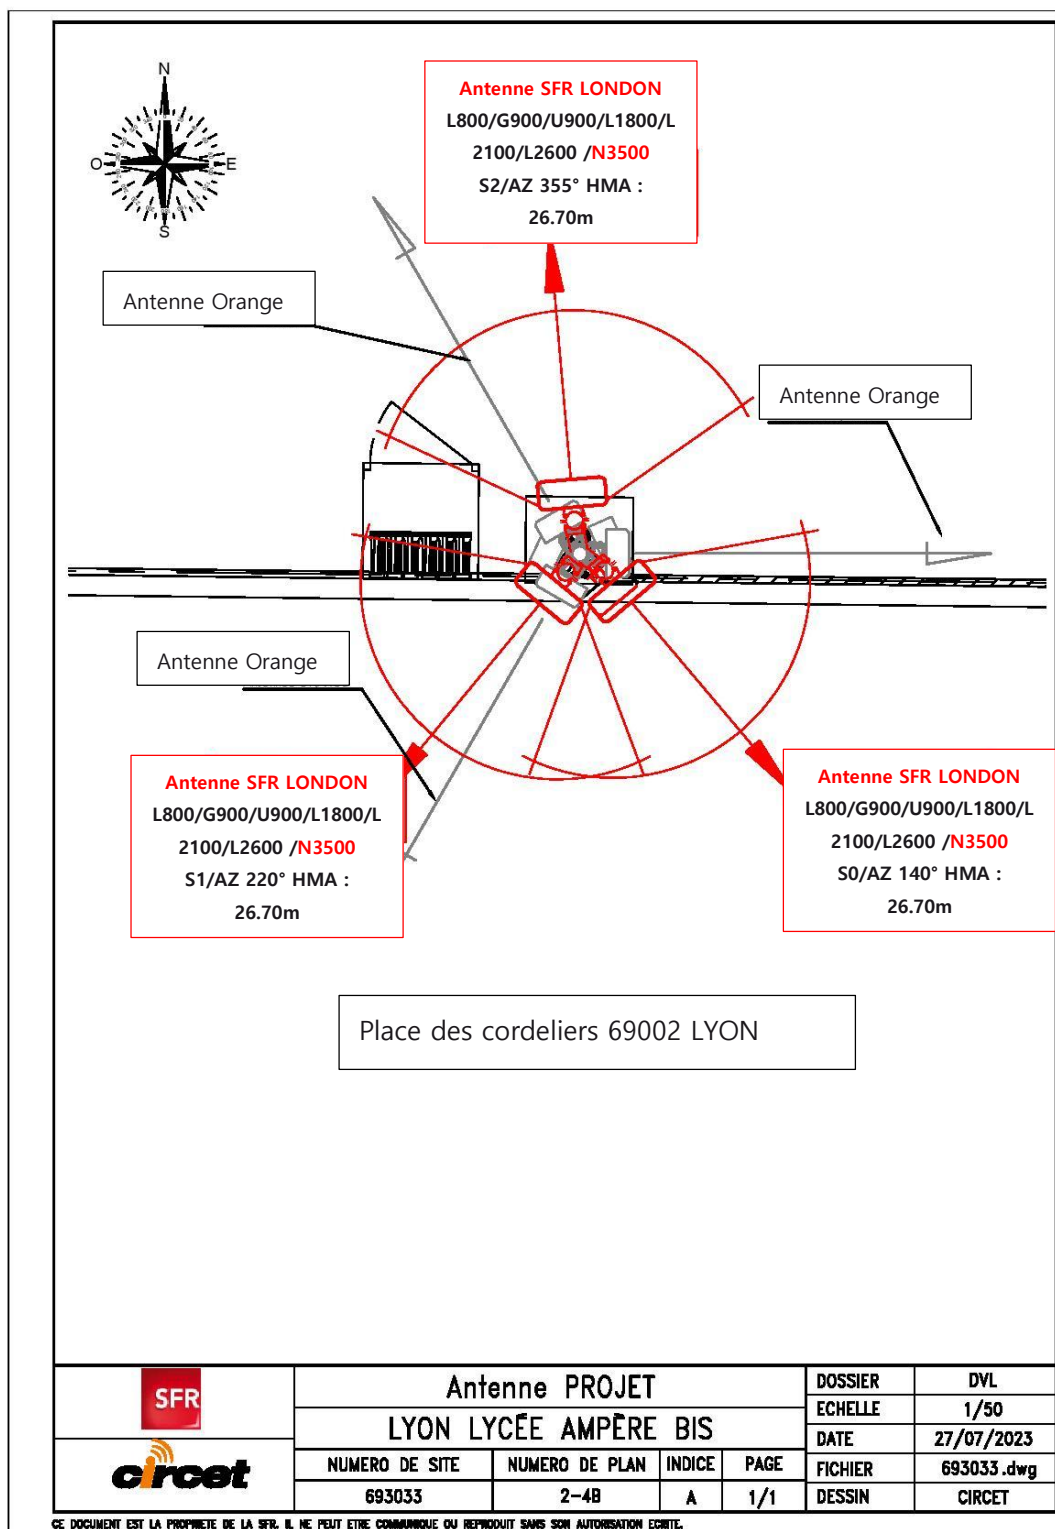 N
O
E
S
Antenne SFR LONDON
L800/G900/U900/L1800/L
2100/L2600 /N3500
S2/AZ 355° HMA :
26.70m
Antenne Orange
Antenne Orange
Antenne Orange
Antenne SFR LONDON
L800/G900/U900/L1800/L
2100/L2600 /N3500
S1/AZ 220° HMA :
26.70m
Antenne SFR LONDON
L800/G900/U900/L1800/L
2100/L2600 /N3500
S0/AZ 140° HMA :
26.70m
Place des cordeliers 69002 LYON
SFR
circet
Antenne PROJET
LYON LYCÉE AMPÈRE BIS
NUMERO DE SITE NUMERO DE PLAN INDICE PAGE
693033 2-4B A 1/1
DOSSIER DVL
ECHELLE 1/50
DATE 27/07/2023
FICHIER 693033.dwg
DESSIN CIRCET
CE DOCUMENT EST LA PROPRIETE DE LA SFR. IL NE PEUT ETRE COMMUNIQUE OU REPRODUIT SANS SON AUTORISATION ECRITE.